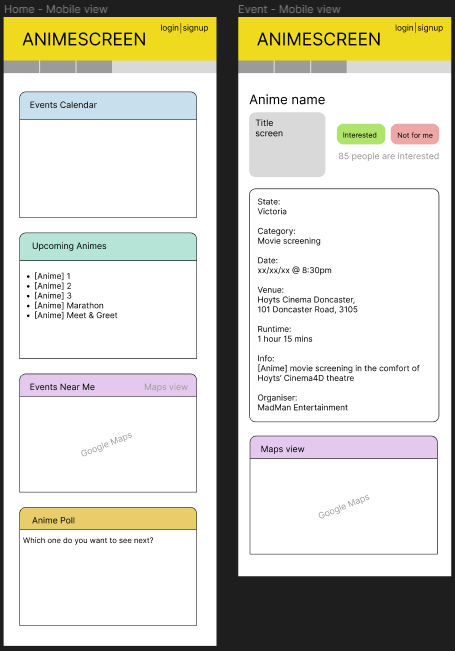 Home - Mobile view
login|signup
ANIMESCREEN
Events Calendar
Upcoming Animes
• [Anime] 1
• [Anime] 2
• [Anime] 3
• [Anime] Marathon
• [Anime] Meet & Greet
Events Near Me
Maps view
Google Maps
Anime Poll
Which one do you want to see next?
Event - Mobile view
login|signup
ANIMESCREEN
Anime name
Title
screen
Interested
Not for me
85 people are interested
State:
Victoria
Category:
Movie screening
Date:
xx/xx/xx @ 8:30pm
Venue:
Hoyts Cinema Doncaster,
101 Doncaster Road, 3105
Runtime:
1 hour 15 mins
Info:
[Anime] movie screening in the comfort of
Hoyts' Cinema4D theatre
Organiser:
MadMan Entertainment
Maps view
Google Maps